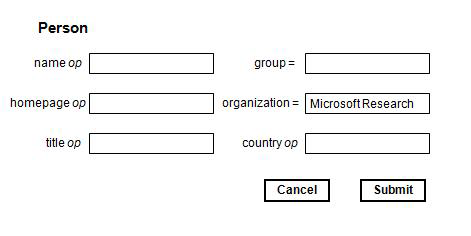 Person
name op
group =
homepage op
organization = Microsoft Research
title op
country op
Cancel Submit